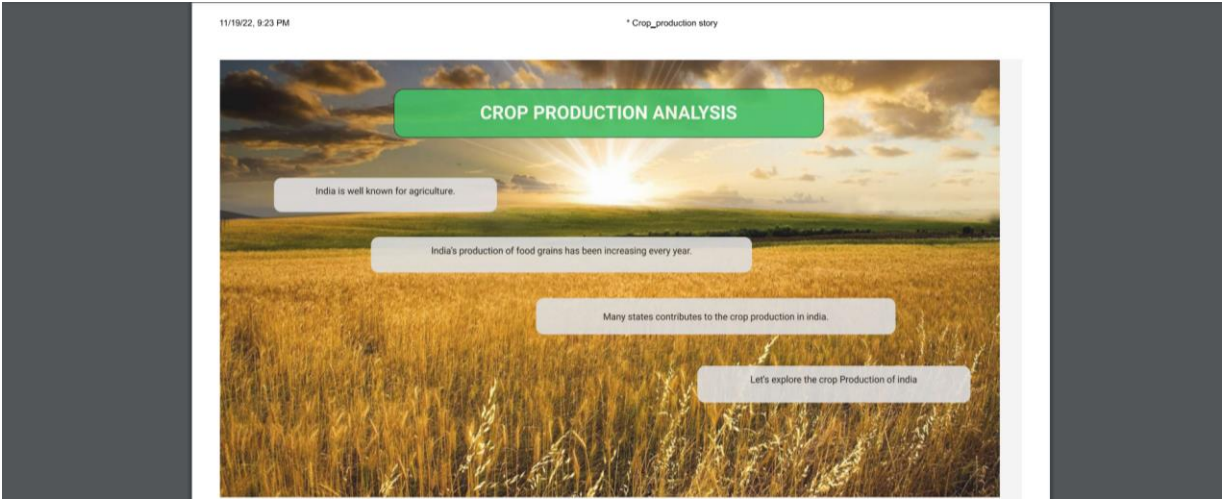 11/19/22, 9:23 PM
* Crop_production story
CROP PRODUCTION ANALYSIS
India is well known for agriculture.
India's production of food grains has been increasing every year.
Many states contributes to the crop production in india.
Let's explore the crop Production of india